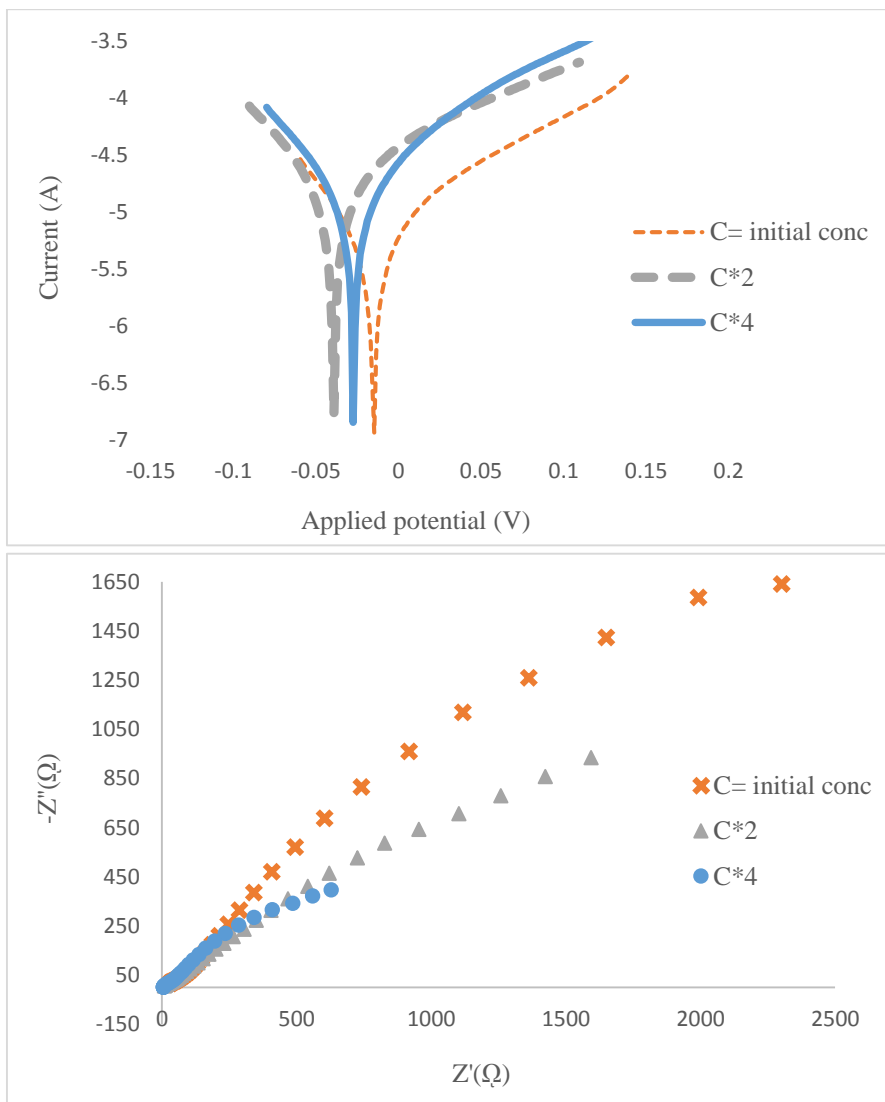 -3.5
-4
-4.5
-5
-5.5
-6
-6.5
-7
Current (A)
-0.15 -0.1 -0.05 0 0.05 0.1 0.15 0.2
Applied potential (V)
C= initial conc
C*2
C*4
1650
1450
1250
1050
850
650
450
250
50
-150
-Z"(Ω)
0 500 1000 1500 2000 2500
Z'(Ω)
C= initial conc
C*2
C*4